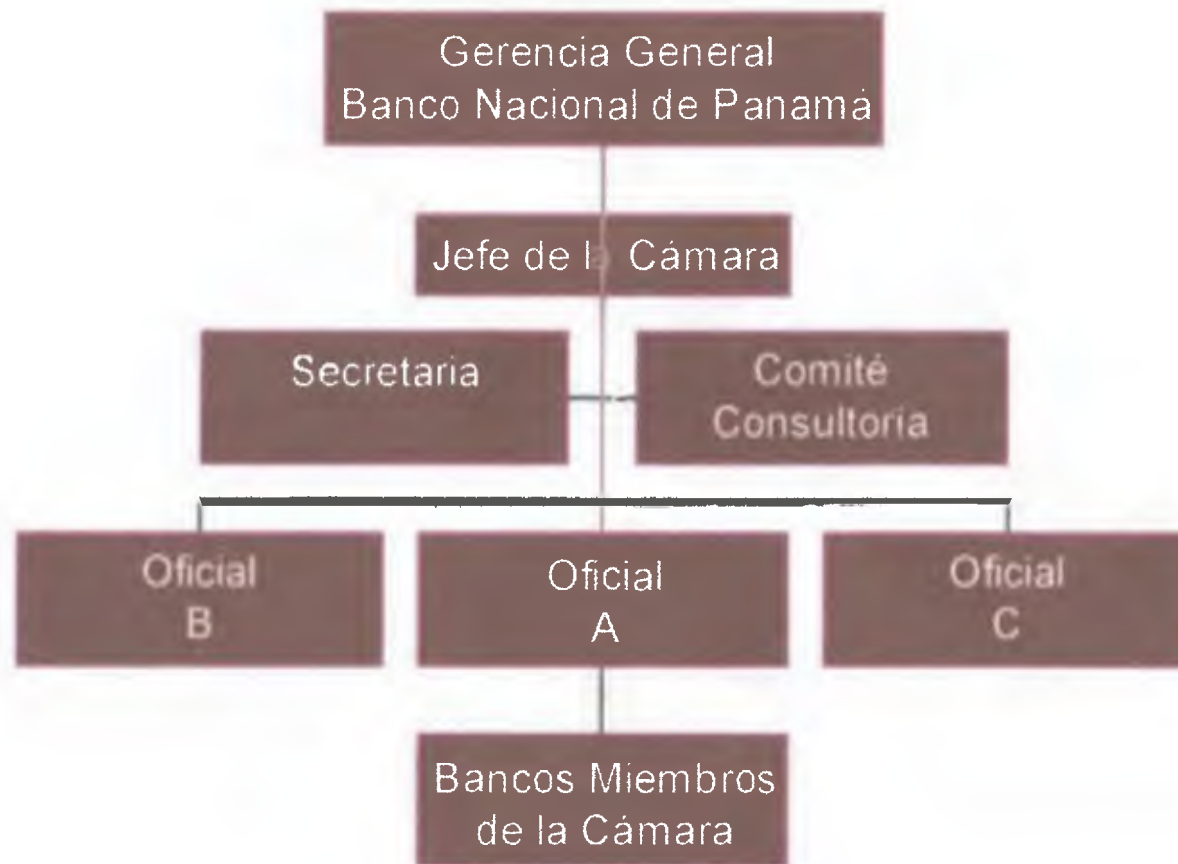 Gerencia General
Banco Nacional de Panamá
Jefe de la Cámara
Secretaria
Comité
Consultoria
Oficial
B
Oficial
A
Oficial
C
Bancos Miembros
de la Cámara